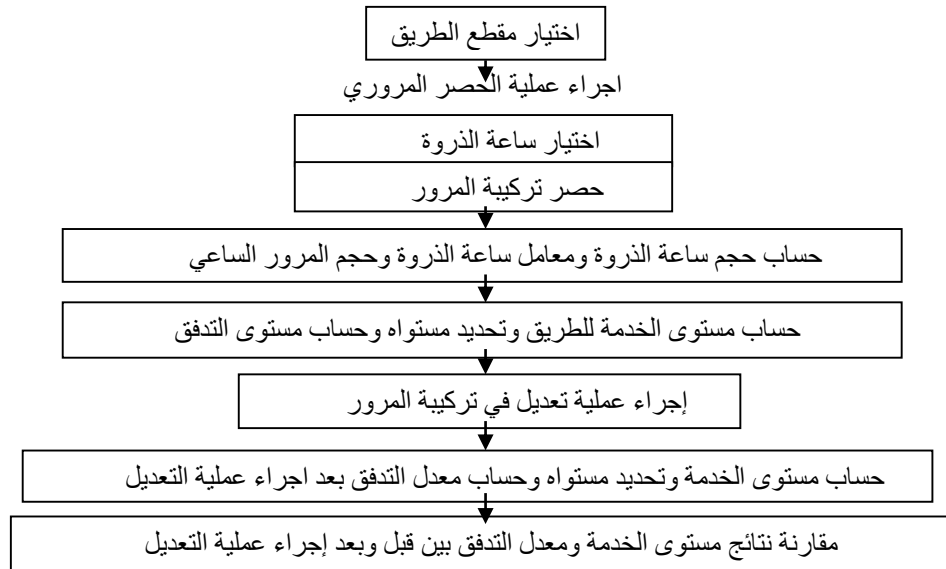 اختيار مقطع الطريق
اجراء عملية الحصر المروري
اختيار ساعة الذروة
حصر تركيبة المرور
حساب حجم ساعة الذروة ومعامل ساعة الذروة وحجم المرور الساعي
حساب مستوى الخدمة للطريق وتحديد مستواه وحساب مستوى التدفق
إجراء عملية تعديل في تركيبة المرور
حساب مستوى الخدمة وتحديد مستواه وحساب معدل التدفق بعد اجراء عملية التعديل
مقارنة نتائج مستوى الخدمة ومعدل التدفق بين قبل وبعد إجراء عملية التعديل